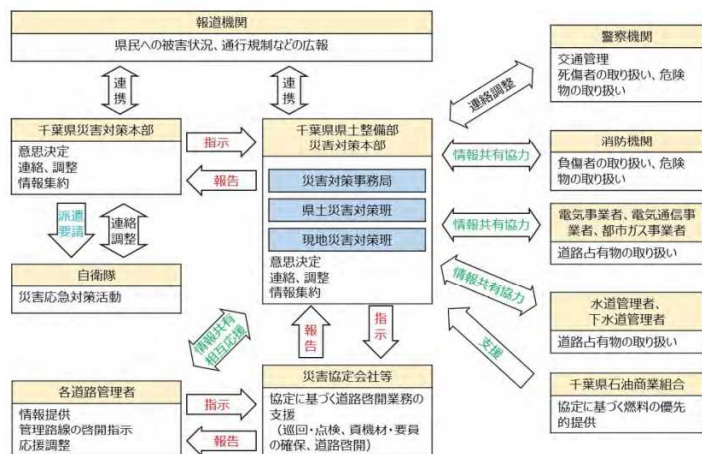 報道機関
県民への被害状況、通行規制などの広報
連携
連携
千葉県災害対策本部
意思決定
連絡、調整
情報集約
指示
報告
千葉県県土整備部
災害対策本部
災害対策事務局
県土災害対策班
現地災害対策班
意思決定
連絡、調整
情報集約
派遣
要請
連絡
調整
自衛隊
災害応急対策活動
情報共有
相互応援
報告
指示
各道路管理者
情報提供
管理路線の啓開指示
応援調整
指示
報告
災害協定会社等
協定に基づく道路啓開業務の
支援
（巡回・点検、資機材・要員
の確保、道路啓開）
連絡調整
警察機関
交通管理
死傷者の取り扱い、危険
物の取り扱い
情報共有協力
消防機関
負傷者の取り扱い、危険
物の取り扱い
情報共有協力
電気事業者、電気通信事
業者、都市ガス事業者
道路占有物の取り扱い
情報共有協力
水道管理者、
下水道管理者
道路占有物の取り扱い
支援
千葉県石油商業組合
協定に基づく燃料の優先
的提供